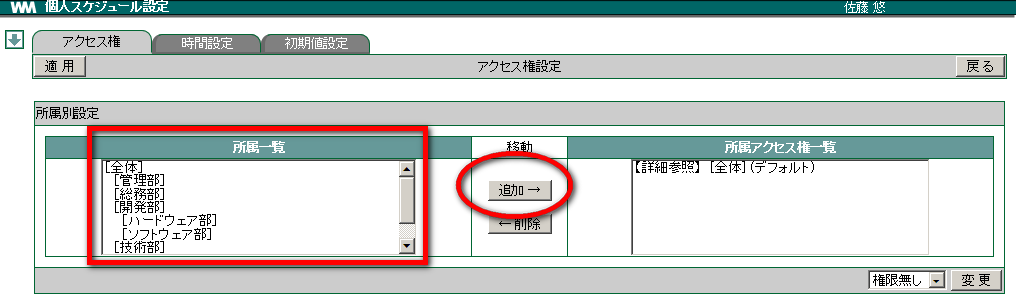 WM 個人スケジュール設定 佐藤 悠
アクセス権 時間設定 初期値設定
適 用 アクセス権設定 戻 る
所属別設定
所属一覧 移動 所属アクセス権一覧
[全体]
[管理部]
[総務部]
[開発部]
[ハードウェア部]
[ソフトウェア部]
[技術部]
追加→
←削除
【詳細参照】 [全体](デフォルト)
権限無し 変 更